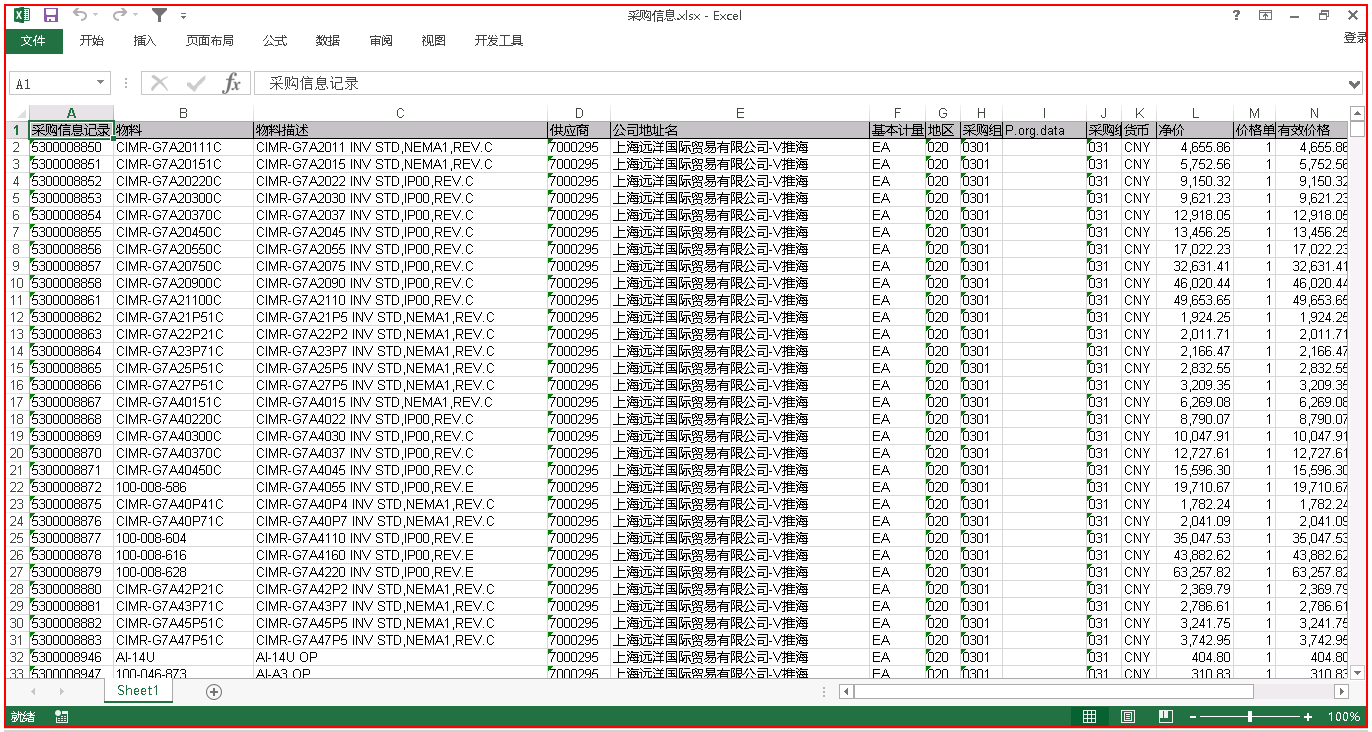 采购信息.xlsx - Excel
?
登录
文件 开始 插入 页面布局 公式 数据 审阅 视图 开发工具
A1 fx 采购信息记录
A B C D E F G H I J K L M N
1 采购信息记录 物料 物料描述 供应商 公司地址名 基本计量 地区 采购组 P.org.data 货币 净价 价格单 有效价格
2 5300008850 CIMR-G7A20111C CIMR-G7A2011 INV STD,NEMA1,REV.C 7000295 上海远洋国际贸易有限公司-V推海 EA 020 0301 031 CNY 4,655.86 1 4,655.86
3 5300008851 CIMR-G7A20151C CIMR-G7A2015 INV STD,NEMA1,REV.C 7000295 上海远洋国际贸易有限公司-V推海 EA 020 0301 031 CNY 5,752.56 1 5,752.56
4 5300008852 CIMR-G7A20220C CIMR-G7A2022 INV STD,IP00,REV.C 7000295 上海远洋国际贸易有限公司-V推海 EA 020 0301 031 CNY 9,150.32 1 9,150.32
5 5300008853 CIMR-G7A20300C CIMR-G7A2030 INV STD,IP00,REV.C 7000295 上海远洋国际贸易有限公司-V推海 EA 020 0301 031 CNY 9,621.23 1 9,621.23
6 5300008854 CIMR-G7A20370C CIMR-G7A2037 INV STD,IP00,REV.C 7000295 上海远洋国际贸易有限公司-V推海 EA 020 0301 031 CNY 12,918.05 1 12,918.05
7 5300008855 CIMR-G7A20450C CIMR-G7A2045 INV STD,IP00,REV.C 7000295 上海远洋国际贸易有限公司-V推海 EA 020 0301 031 CNY 13,456.25 1 13,456.25
8 5300008856 CIMR-G7A20550C CIMR-G7A2055 INV STD,IP00,REV.C 7000295 上海远洋国际贸易有限公司-V推海 EA 020 0301 031 CNY 17,022.23 1 17,022.23
9 5300008857 CIMR-G7A20750C CIMR-G7A2075 INV STD,IP00,REV.C 7000295 上海远洋国际贸易有限公司-V推海 EA 020 0301 031 CNY 32,631.41 1 32,631.41
10 5300008858 CIMR-G7A20900C CIMR-G7A2090 INV STD,IP00,REV.C 7000295 上海远洋国际贸易有限公司-V推海 EA 020 0301 031 CNY 46,020.44 1 46,020.44
11 5300008861 CIMR-G7A21100C CIMR-G7A2110 INV STD,IP00,REV.C 7000295 上海远洋国际贸易有限公司-V推海 EA 020 0301 031 CNY 49,653.65 1 49,653.65
12 5300008862 CIMR-G7A21P51C CIMR-G7A21P5 INV STD,NEMA1,REV.C 7000295 上海远洋国际贸易有限公司-V推海 EA 020 0301 031 CNY 1,924.25 1 1,924.25
13 5300008863 CIMR-G7A22P21C CIMR-G7A22P2 INV STD,NEMA1,REV.C 7000295 上海远洋国际贸易有限公司-V推海 EA 020 0301 031 CNY 2,011.71 1 2,011.71
14 5300008864 CIMR-G7A23P71C CIMR-G7A23P7 INV STD,NEMA1,REV.C 7000295 上海远洋国际贸易有限公司-V推海 EA 020 0301 031 CNY 2,166.47 1 2,166.47
15 5300008865 CIMR-G7A25P51C CIMR-G7A25P5 INV STD,NEMA1,REV.C 7000295 上海远洋国际贸易有限公司-V推海 EA 020 0301 031 CNY 2,832.55 1 2,832.55
16 5300008866 CIMR-G7A27P51C CIMR-G7A27P5 INV STD,NEMA1,REV.C 7000295 上海远洋国际贸易有限公司-V推海 EA 020 0301 031 CNY 3,209.35 1 3,209.35
17 5300008867 CIMR-G7A40151C CIMR-G7A4015 INV STD,NEMA1,REV.C 7000295 上海远洋国际贸易有限公司-V推海 EA 020 0301 031 CNY 6,269.08 1 6,269.08
18 5300008868 CIMR-G7A40220C CIMR-G7A4022 INV STD,IP00,REV.C 7000295 上海远洋国际贸易有限公司-V推海 EA 020 0301 031 CNY 8,790.07 1 8,790.07
19 5300008869 CIMR-G7A40300C CIMR-G7A4030 INV STD,IP00,REV.C 7000295 上海远洋国际贸易有限公司-V推海 EA 020 0301 031 CNY 10,047.91 1 10,047.91
20 5300008870 CIMR-G7A40370C CIMR-G7A4037 INV STD,IP00,REV.C 7000295 上海远洋国际贸易有限公司-V推海 EA 020 0301 031 CNY 12,727.61 1 12,727.61
21 5300008871 CIMR-G7A40450C CIMR-G7A4045 INV STD,IP00,REV.C 7000295 上海远洋国际贸易有限公司-V推海 EA 020 0301 031 CNY 15,596.30 1 15,596.30
22 5300008872 100-008-586 CIMR-G7A4055 INV STD,IP00,REV.E 7000295 上海远洋国际贸易有限公司-V推海 EA 020 0301 031 CNY 19,710.67 1 19,710.67
23 5300008875 CIMR-G7A40P41C CIMR-G7A40P4 INV STD,NEMA1,REV.C 7000295 上海远洋国际贸易有限公司-V推海 EA 020 0301 031 CNY 1,782.24 1 1,782.24
24 5300008876 CIMR-G7A40P71C CIMR-G7A40P7 INV STD,NEMA1,REV.C 7000295 上海远洋国际贸易有限公司-V推海 EA 020 0301 031 CNY 2,041.09 1 2,041.09
25 5300008877 100-008-604 CIMR-G7A4110 INV STD,IP00,REV.E 7000295 上海远洋国际贸易有限公司-V推海 EA 020 0301 031 CNY 35,047.53 1 35,047.53
26 5300008878 100-008-616 CIMR-G7A4160 INV STD,IP00,REV.E 7000295 上海远洋国际贸易有限公司-V推海 EA 020 0301 031 CNY 43,882.62 1 43,882.62
27 5300008879 100-008-628 CIMR-G7A4220 INV STD,IP00,REV.E 7000295 上海远洋国际贸易有限公司-V推海 EA 020 0301 031 CNY 63,257.82 1 63,257.82
28 5300008880 CIMR-G7A42P21C CIMR-G7A42P2 INV STD,NEMA1,REV.C 7000295 上海远洋国际贸易有限公司-V推海 EA 020 0301 031 CNY 2,369.79 1 2,369.79
29 5300008881 CIMR-G7A43P71C CIMR-G7A43P7 INV STD,NEMA1,REV.C 7000295 上海远洋国际贸易有限公司-V推海 EA 020 0301 031 CNY 2,786.61 1 2,786.61
30 5300008882 CIMR-G7A45P51C CIMR-G7A45P5 INV STD,NEMA1,REV.C 7000295 上海远洋国际贸易有限公司-V推海 EA 020 0301 031 CNY 3,241.75 1 3,241.75
31 5300008883 CIMR-G7A47P51C CIMR-G7A47P5 INV STD,NEMA1,REV.C 7000295 上海远洋国际贸易有限公司-V推海 EA 020 0301 031 CNY 3,742.95 1 3,742.95
32 5300008946 AI-14U AI-14U OP 7000295 上海远洋国际贸易有限公司-V推海 EA 020 0301 031 CNY 404.80 1 404.80
33 5300008947 100-046-873 AI-A3 OP 7000295 上海远洋国际贸易有限公司-V推海 EA 020 0301 031 CNY 310.83 1 310.83
Sheet1
就绪 100%